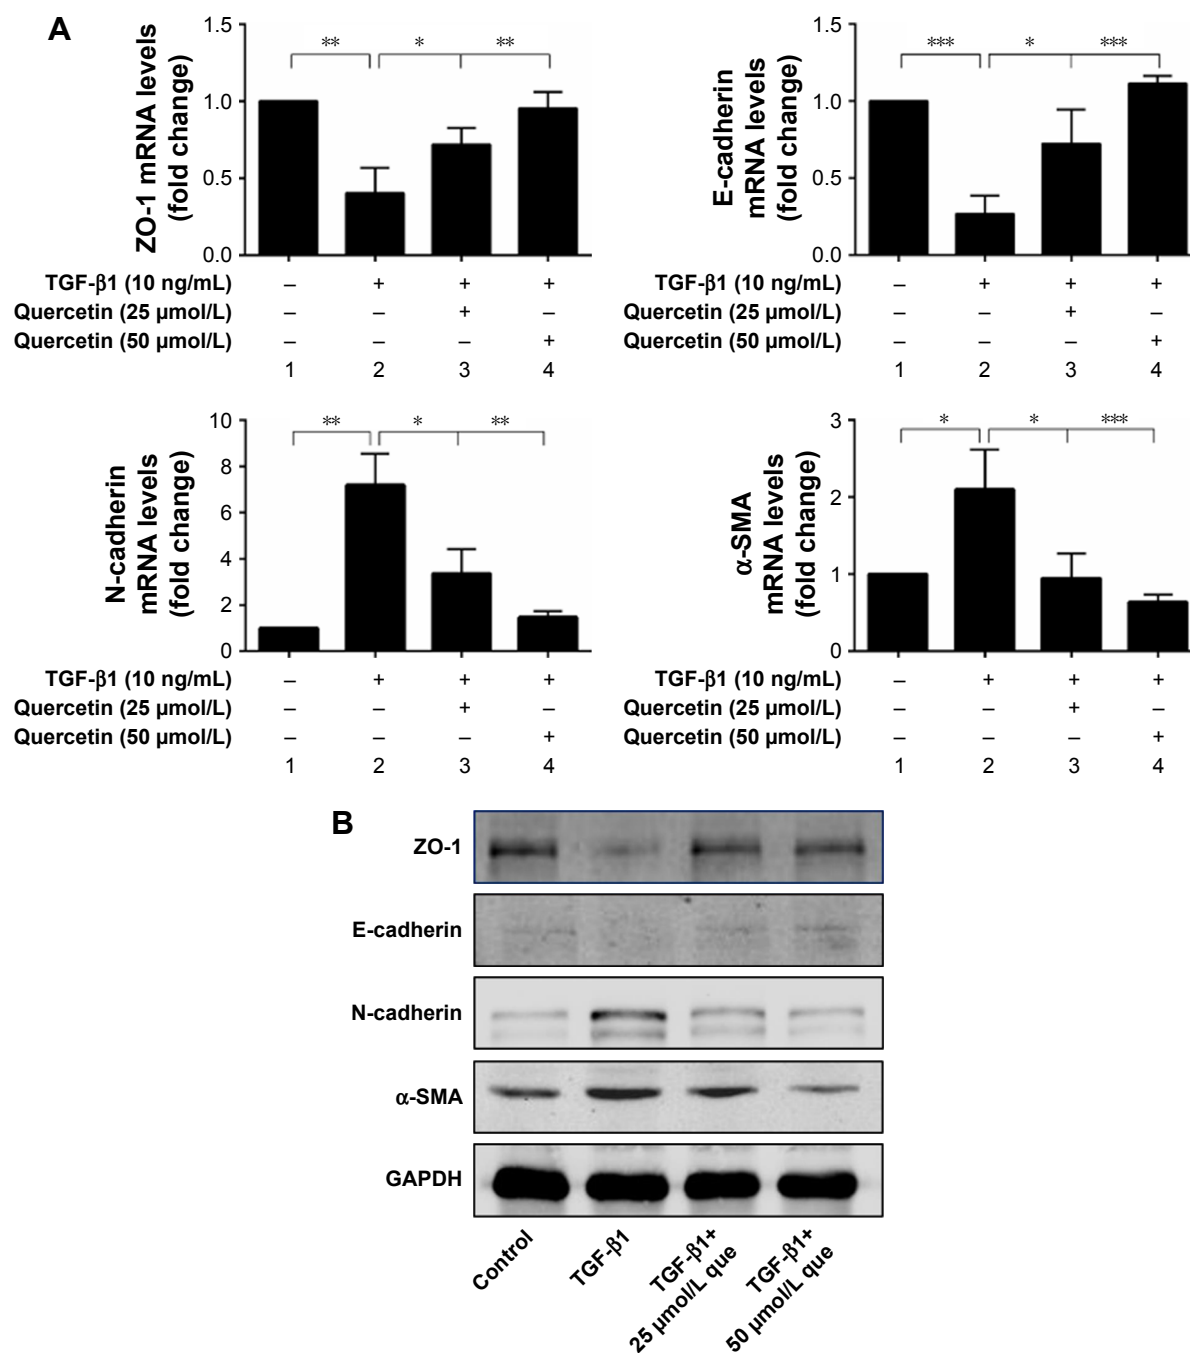 A
ZO-1 mRNA levels
(fold change)
1.5
1.0
0.5
0.0
** * **
TGF-β1 (10 ng/mL) – + + +
Quercetin (25 µmol/L) – – + –
Quercetin (50 µmol/L) – – – +
1 2 3 4
E-cadherin
mRNA levels
(fold change)
1.5
1.0
0.5
0.0
*** * ***
TGF-β1 (10 ng/mL) – + + +
Quercetin (25 µmol/L) – – + –
Quercetin (50 µmol/L) – – – +
1 2 3 4
N-cadherin
mRNA levels
(fold change)
10
8
6
4
2
0
** * **
TGF-β1 (10 ng/mL) – + + +
Quercetin (25 µmol/L) – – + –
Quercetin (50 µmol/L) – – – +
1 2 3 4
α-SMA
mRNA levels
(fold change)
3
2
1
0
* * ***
TGF-β1 (10 ng/mL) – + + +
Quercetin (25 µmol/L) – – + –
Quercetin (50 µmol/L) – – – +
1 2 3 4
B
ZO-1
E-cadherin
N-cadherin
α-SMA
GAPDH
Control
TGF-β1
TGF-β1+
25 µmol/L que
TGF-β1+
50 µmol/L que